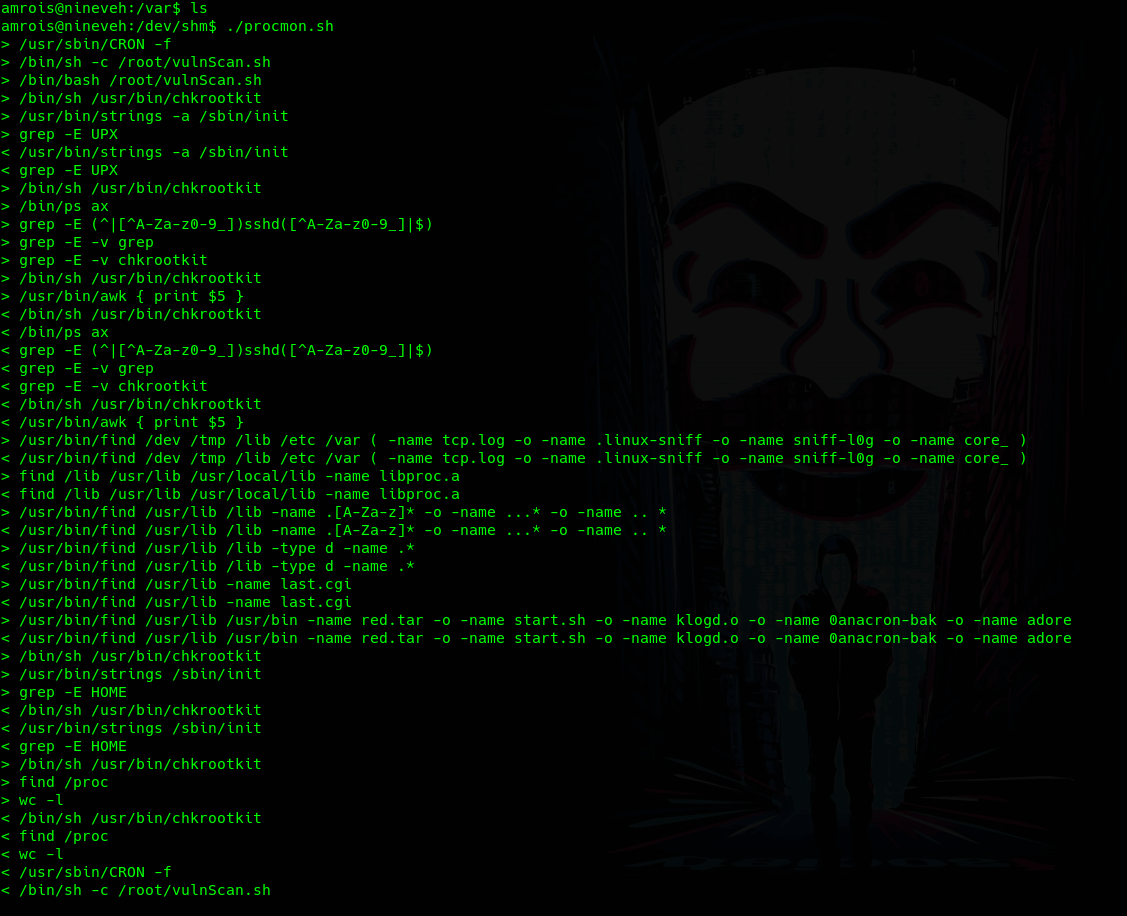 amrois@nineveh:/var$ ls
amrois@nineveh:/dev/shm$ ./procmon.sh
> /usr/sbin/CRON -f
> /bin/sh -c /root/vulnScan.sh
> /bin/bash /root/vulnScan.sh
> /bin/sh /usr/bin/chkrootkit
> /usr/bin/strings -a /sbin/init
> grep -E UPX
< /usr/bin/strings -a /sbin/init
< grep -E UPX
> /bin/sh /usr/bin/chkrootkit
> /bin/ps ax
> grep -E (^|[^A-Za-z0-9_])sshd([^A-Za-z0-9_]|$)
> grep -E -v grep
> grep -E -v chkrootkit
> /bin/sh /usr/bin/chkrootkit
> /usr/bin/awk { print $5 }
< /bin/sh /usr/bin/chkrootkit
< /bin/ps ax
< grep -E (^|[^A-Za-z0-9_])sshd([^A-Za-z0-9_]|$)
< grep -E -v grep
< grep -E -v chkrootkit
< /bin/sh /usr/bin/chkrootkit
< /usr/bin/awk { print $5 }
> /usr/bin/find /dev /tmp /lib /etc /var ( -name tcp.log -o -name .linux-sniff -o -name sniff-l0g -o -name core_ )
< /usr/bin/find /dev /tmp /lib /etc /var ( -name tcp.log -o -name .linux-sniff -o -name sniff-l0g -o -name core_ )
> find /lib /usr/lib /usr/local/lib -name libproc.a
< find /lib /usr/lib /usr/local/lib -name libproc.a
> /usr/bin/find /usr/lib /lib -name .[A-Za-z]* -o -name ...* -o -name .. *
< /usr/bin/find /usr/lib /lib -name .[A-Za-z]* -o -name ...* -o -name .. *
> /usr/bin/find /usr/lib /lib -type d -name .*
< /usr/bin/find /usr/lib /lib -type d -name .*
> /usr/bin/find /usr/lib -name last.cgi
< /usr/bin/find /usr/lib -name last.cgi
> /usr/bin/find /usr/lib /usr/bin -name red.tar -o -name start.sh -o -name klogd.o -o -name 0anacron-bak -o -name adore
< /usr/bin/find /usr/lib /usr/bin -name red.tar -o -name start.sh -o -name klogd.o -o -name 0anacron-bak -o -name adore
> /bin/sh /usr/bin/chkrootkit
> /usr/bin/strings /sbin/init
> grep -E HOME
< /bin/sh /usr/bin/chkrootkit
< /usr/bin/strings /sbin/init
< grep -E HOME
> /bin/sh /usr/bin/chkrootkit
> find /proc
> wc -l
< /bin/sh /usr/bin/chkrootkit
< find /proc
< wc -l
< /usr/sbin/CRON -f
< /bin/sh -c /root/vulnScan.sh